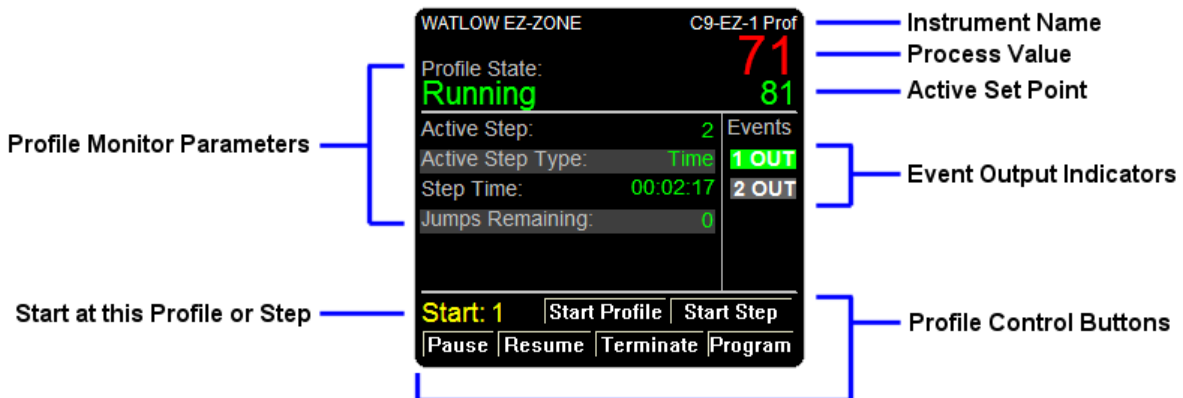 WATLOW EZ-ZONE C9-EZ-1 Prof
Instrument Name
71
Process Value
Profile State:
Running
81
Active Set Point
Profile Monitor Parameters
Active Step: 2
Events
Active Step Type: Time
1 OUT
Event Output Indicators
Step Time: 00:02:17
2 OUT
Jumps Remaining: 0
Start at this Profile or Step
Start: 1 Start Profile Start Step
Profile Control Buttons
Pause Resume Terminate Program